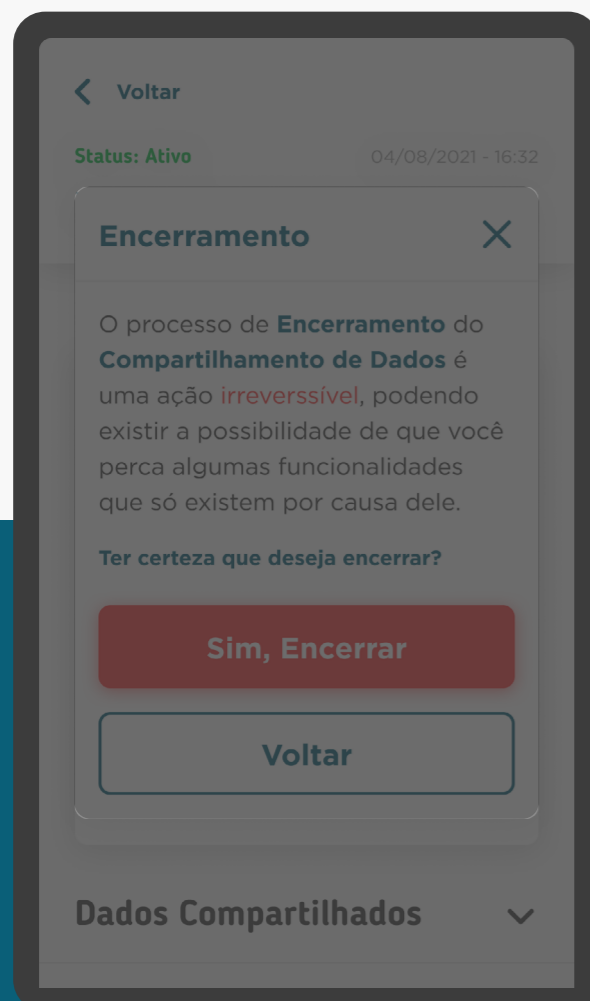 Voltar
Status: Ativo 04/08/2021 - 16:32
Encerramento
O processo de Encerramento do
Compartilhamento de Dados é
uma ação irreverssível, podendo
existir a possibilidade de que você
perca algumas funcionalidades
que só existem por causa dele.
Ter certeza que deseja encerrar?
Sim, Encerrar
Voltar
Dados Compartilhados